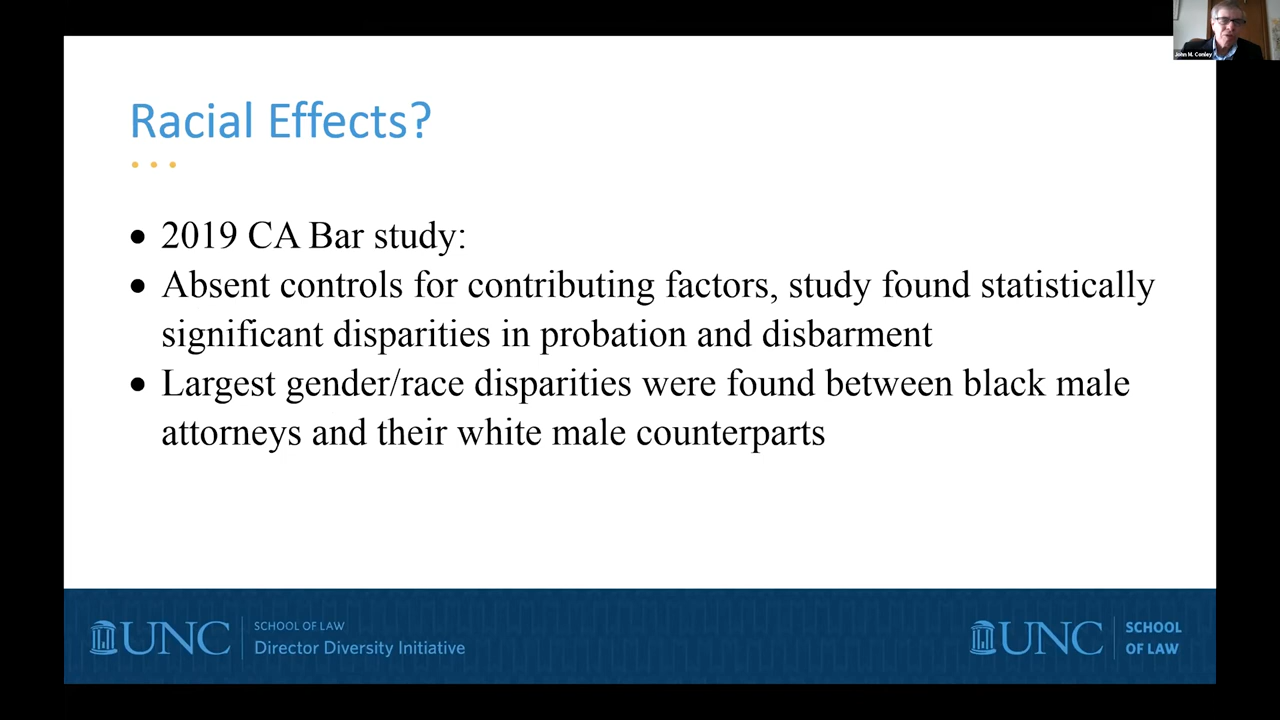 John M. Conley
Racial Effects?
• 2019 CA Bar study:
• Absent controls for contributing factors, study found statistically
significant disparities in probation and disbarment
• Largest gender/race disparities were found between black male
attorneys and their white male counterparts
UNC
SCHOOL OF LAW
Director Diversity Initiative
UNC
SCHOOL
OF LAW